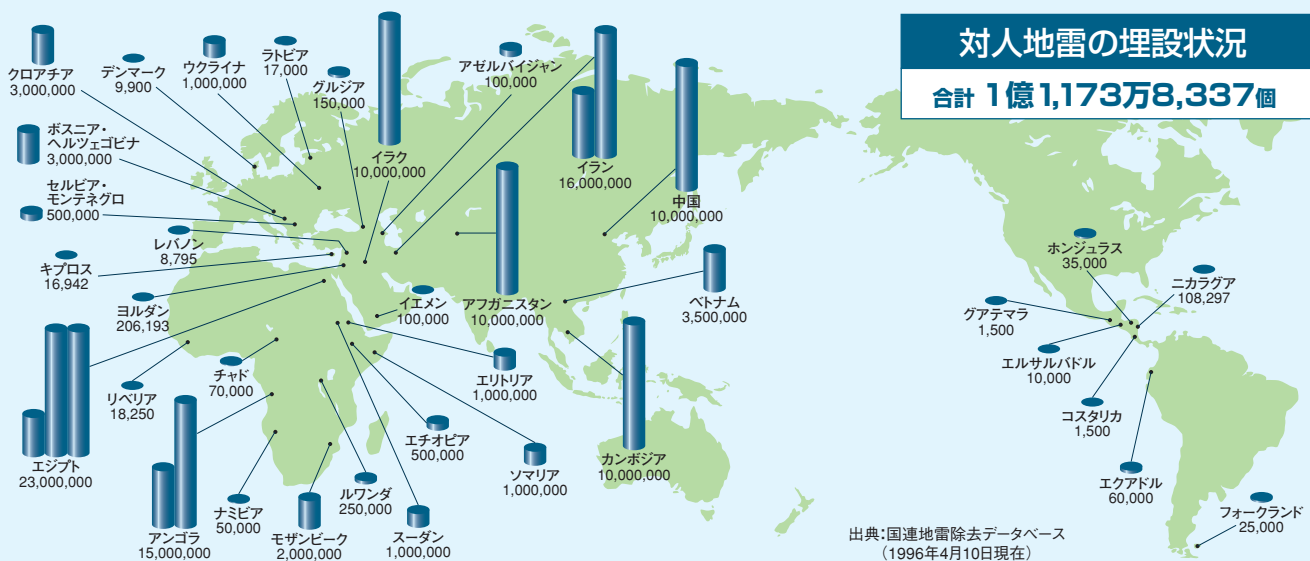 対人地雷の埋設状況
合計 1億1,173万8,337個
クロアチア
3,000,000
デンマーク
9,900
ウクライナ
1,000,000
ラトビア
17,000
グルジア
150,000
イラク
10,000,000
アゼルバイジャン
100,000
イラン
16,000,000
中国
10,000,000
ボスニア・
ヘルツェゴビナ
3,000,000
セルビア・
モンテネグロ
500,000
レバノン
8,795
キプロス
16,942
ヨルダン
206,193
イエメン
100,000
アフガニスタン
10,000,000
ベトナム
3,500,000
エジプト
23,000,000
リベリア
18,250
チャド
70,000
アンゴラ
15,000,000
ナミビア
50,000
モザンビーク
2,000,000
ルワンダ
250,000
スーダン
1,000,000
エチオピア
500,000
エリトリア
1,000,000
ソマリア
1,000,000
カンボジア
10,000,000
ホンジュラス
35,000
ニカラグア
108,297
グアテマラ
1,500
エルサルバドル
10,000
コスタリカ
1,500
エクアドル
60,000
フォークランド
25,000
出典:国連地雷除去データベース
(1996年4月10日現在)